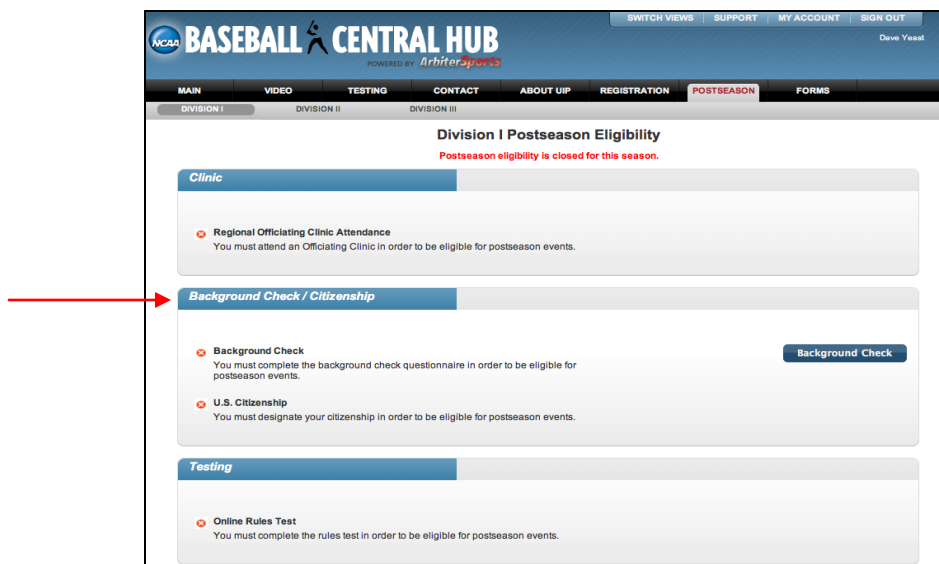 SWITCH VIEWS SUPPORT MY ACCOUNT SIGN OUT
NCAA BASEBALL CENTRAL HUB
Dave Yeast
POWERED BY ArbiterSports
MAIN VIDEO TESTING CONTACT ABOUT UIP REGISTRATION POSTSEASON FORMS
DIVISION I DIVISION II DIVISION III
Division I Postseason Eligibility
Postseason eligibility is closed for this season.
Clinic
Regional Officiating Clinic Attendance
You must attend an Officiating Clinic in order to be eligible for postseason events.
Background Check / Citizenship
Background Check
Background Check
You must complete the background check questionnaire in order to be eligible for
postseason events.
U.S. Citizenship
You must designate your citizenship in order to be eligible for postseason events.
Testing
Online Rules Test
You must complete the rules test in order to be eligible for postseason events.